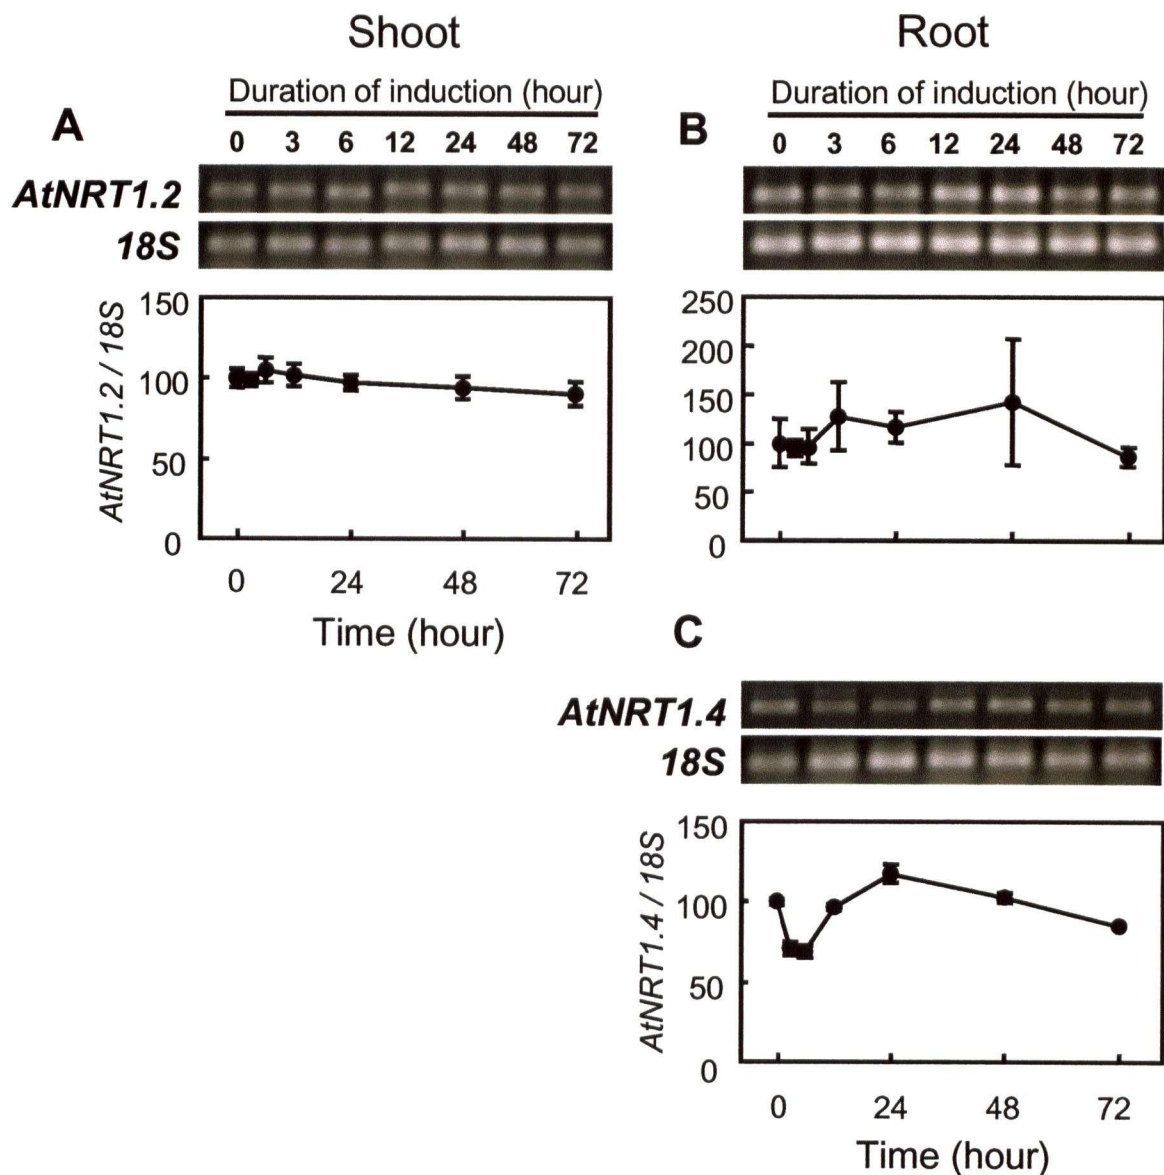 Shoot
Duration of induction (hour)
A
0 3 6 12 24 48 72
AtNRT1.2
18S
AtNRT1.2 / 18S
150
100
50
0
0 24 48 72
Time (hour)
Root
Duration of induction (hour)
B
0 3 6 12 24 48 72
250
200
150
100
50
0
C
AtNRT1.4
18S
AtNRT1.4 / 18S
150
100
50
0
0 24 48 72
Time (hour)